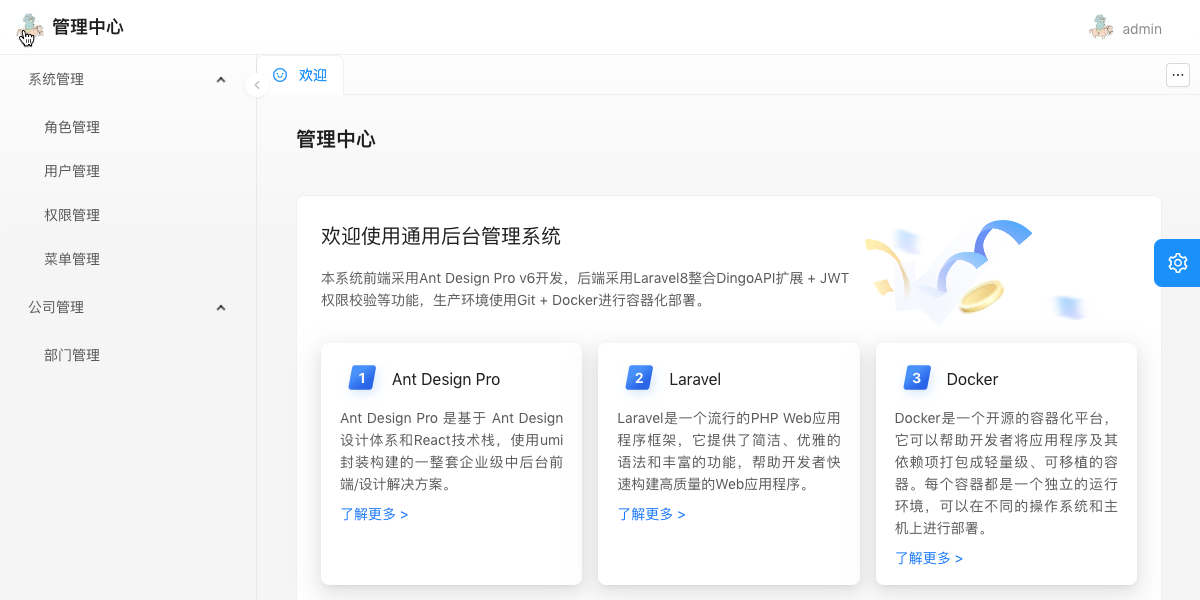 管理中心
admin
系统管理
角色管理
用户管理
权限管理
菜单管理
公司管理
部门管理
欢迎
管理中心
欢迎使用通用后台管理系统
本系统前端采用Ant Design Pro v6开发，后端采用Laravel8整合DingoAPI扩展 + JWT
权限校验等功能，生产环境使用Git + Docker进行容器化部署。
1 Ant Design Pro
Ant Design Pro 是基于 Ant Design
设计体系和React技术栈，使用umi
封装构建的一整套企业级中后台前
端/设计解决方案。
了解更多 >
2 Laravel
Laravel是一个流行的PHP Web应用
程序框架，它提供了简洁、优雅的
语法和丰富的功能，帮助开发者快
速构建高质量的Web应用程序。
了解更多 >
3 Docker
Docker是一个开源的容器化平台，
它可以帮助开发者将应用程序及其
依赖项打包成轻量级、可移植的容
器。每个容器都是一个独立的运行
环境，可以在不同的操作系统和主
机上进行部署。
了解更多 >